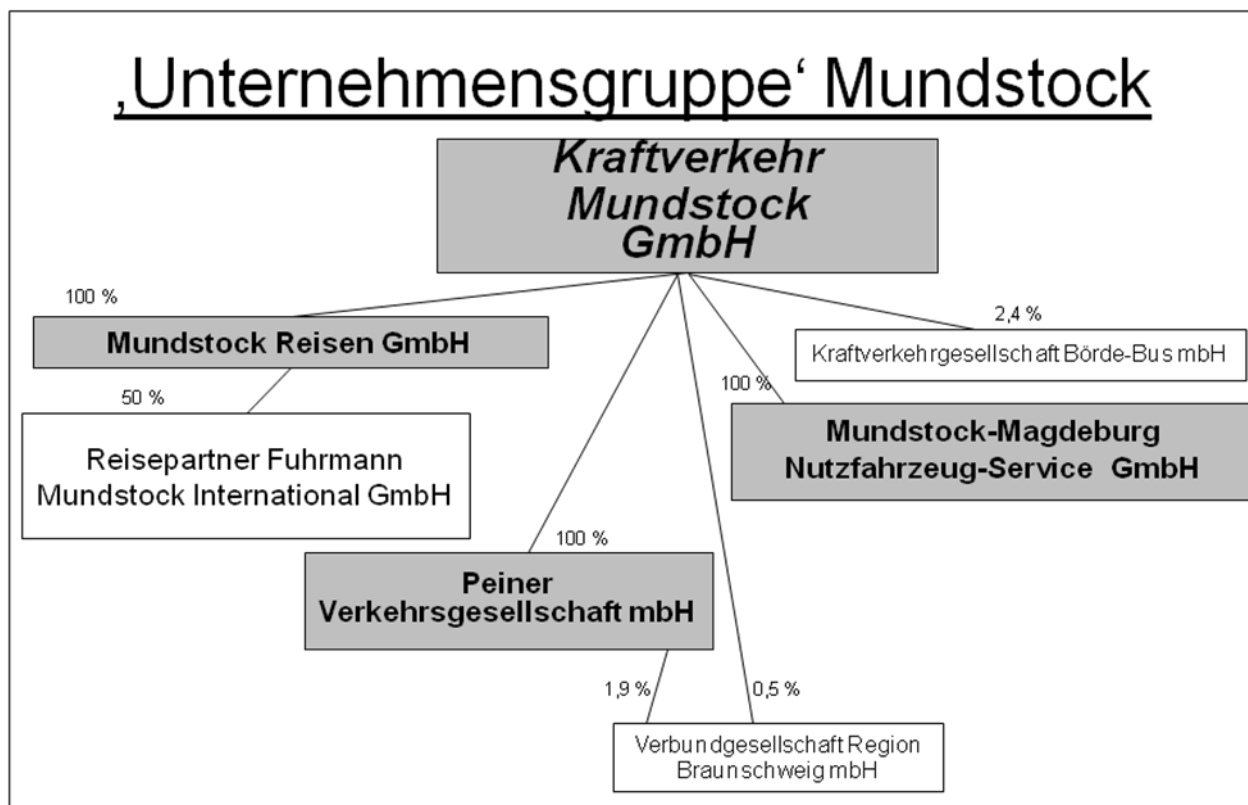 ‚Unternehmensgruppe‘ Mundstock
Kraftverkehr
Mundstock
GmbH
100 %
Mundstock Reisen GmbH
50 %
Reisepartner Fuhrmann
Mundstock International GmbH
2,4 %
Kraftverkehrgesellschaft Börde-Bus mbH
100 %
Mundstock-Magdeburg
Nutzfahrzeug-Service GmbH
100 %
Peiner
Verkehrsgesellschaft mbH
1,9 %
0,5 %
Verbundgesellschaft Region
Braunschweig mbH